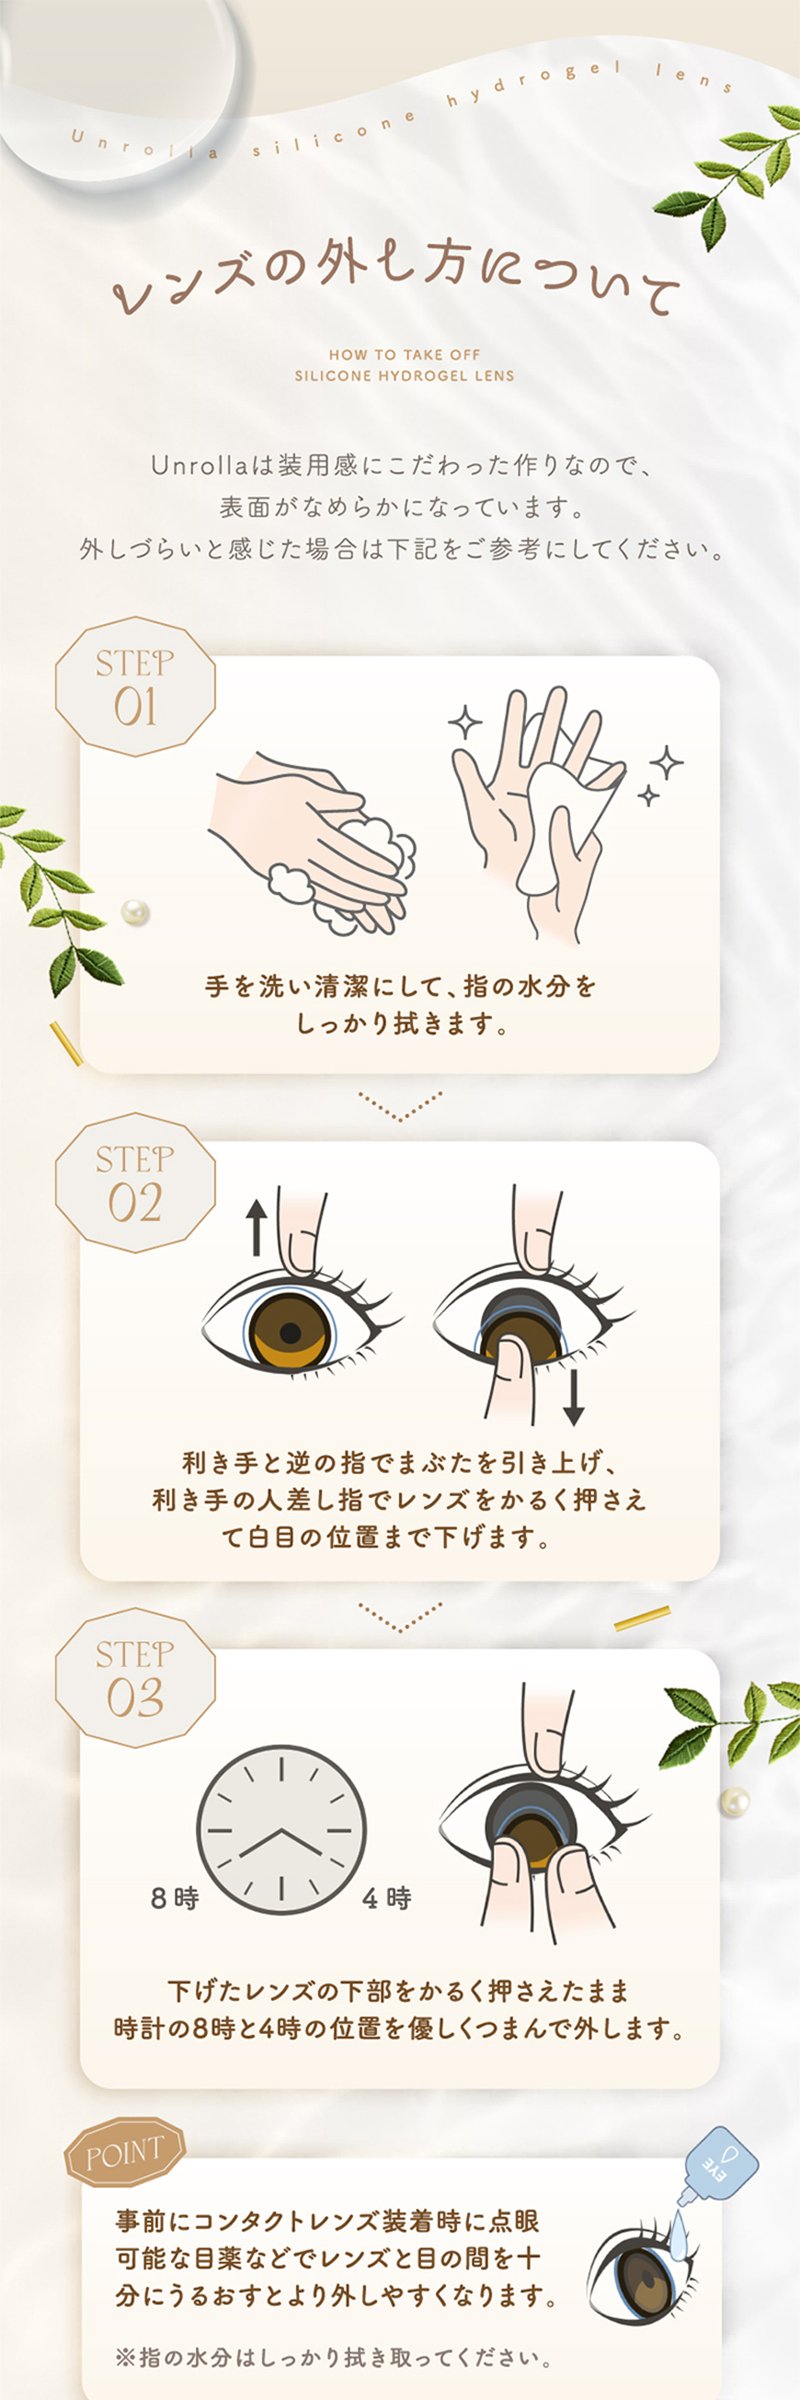 Unrolla silicone hydrogel lens
レンズの外し方について
HOW TO TAKE OFF
SILICONE HYDROGEL LENS
Unrollaは装用感にこだわった作りなので、
表面がなめらかになっています。
外しづらいと感じた場合は下記をご参考にしてください。
STEP
01
手を洗い清潔にして、指の水分を
しっかり拭きます。
STEP
02
利き手と逆の指でまぶたを引き上げ、
利き手の人差し指でレンズをかるく押さえ
て白目の位置まで下げます。
STEP
03
8時
4時
下げたレンズの下部をかるく押さえたまま
時計の8時と4時の位置を優しくつまんで外します。
POINT
EYE
事前にコンタクトレンズ装着時に点眼
可能な目薬などでレンズと目の間を十
分にうるおすとより外しやすくなります。
※指の水分はしっかり拭き取ってください。